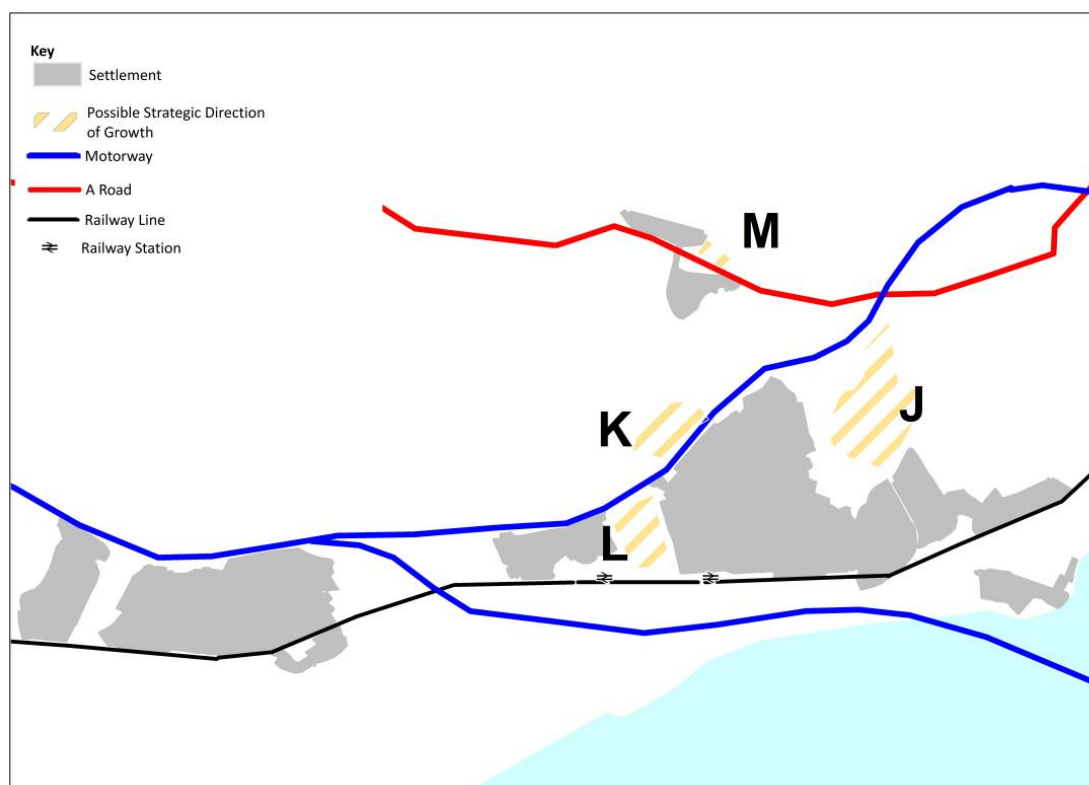 Key
Settlement
Possible Strategic Direction
of Growth
Motorway
A Road
Railway Line
Railway Station
M
J
K
L